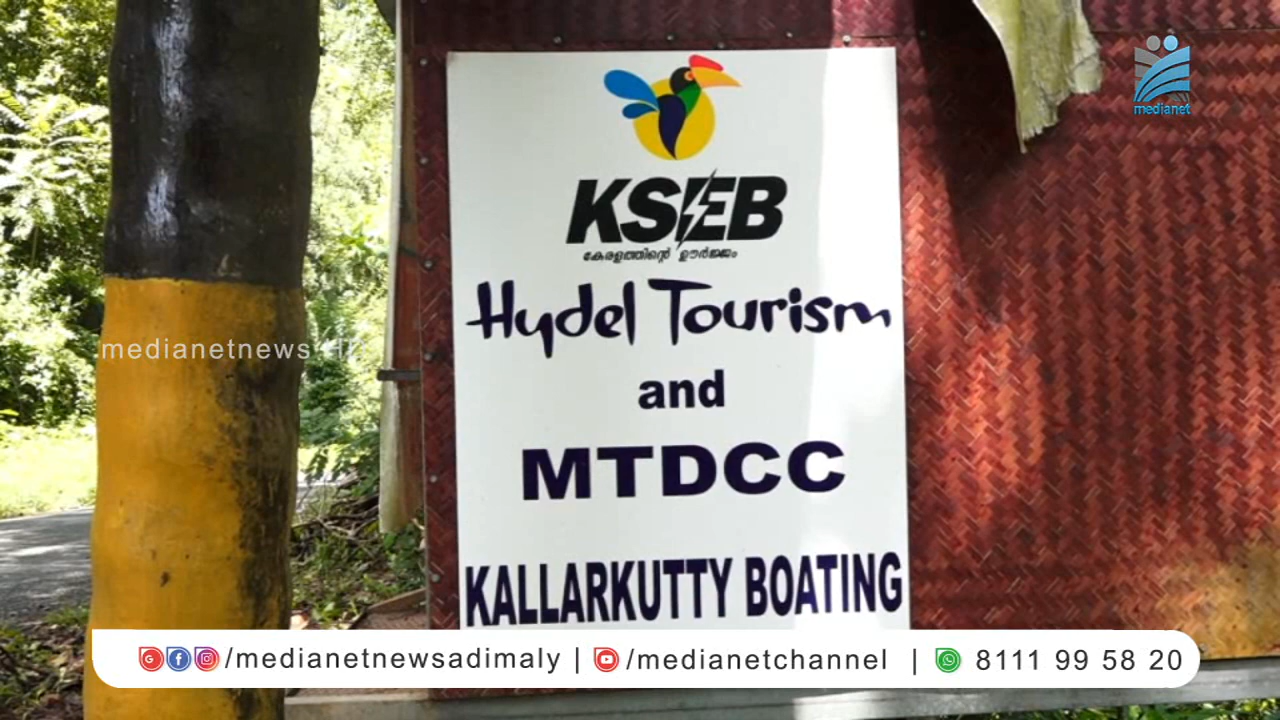 medianet
KSEB
കേരളത്തിന്റെ ഊർജ്ജം
Hydel Tourism
and
MTDCC
KALLARKUTTY BOATING
medianetnews
/medianetnewsadimaly | /medianetchannel | 8111 99 58 20